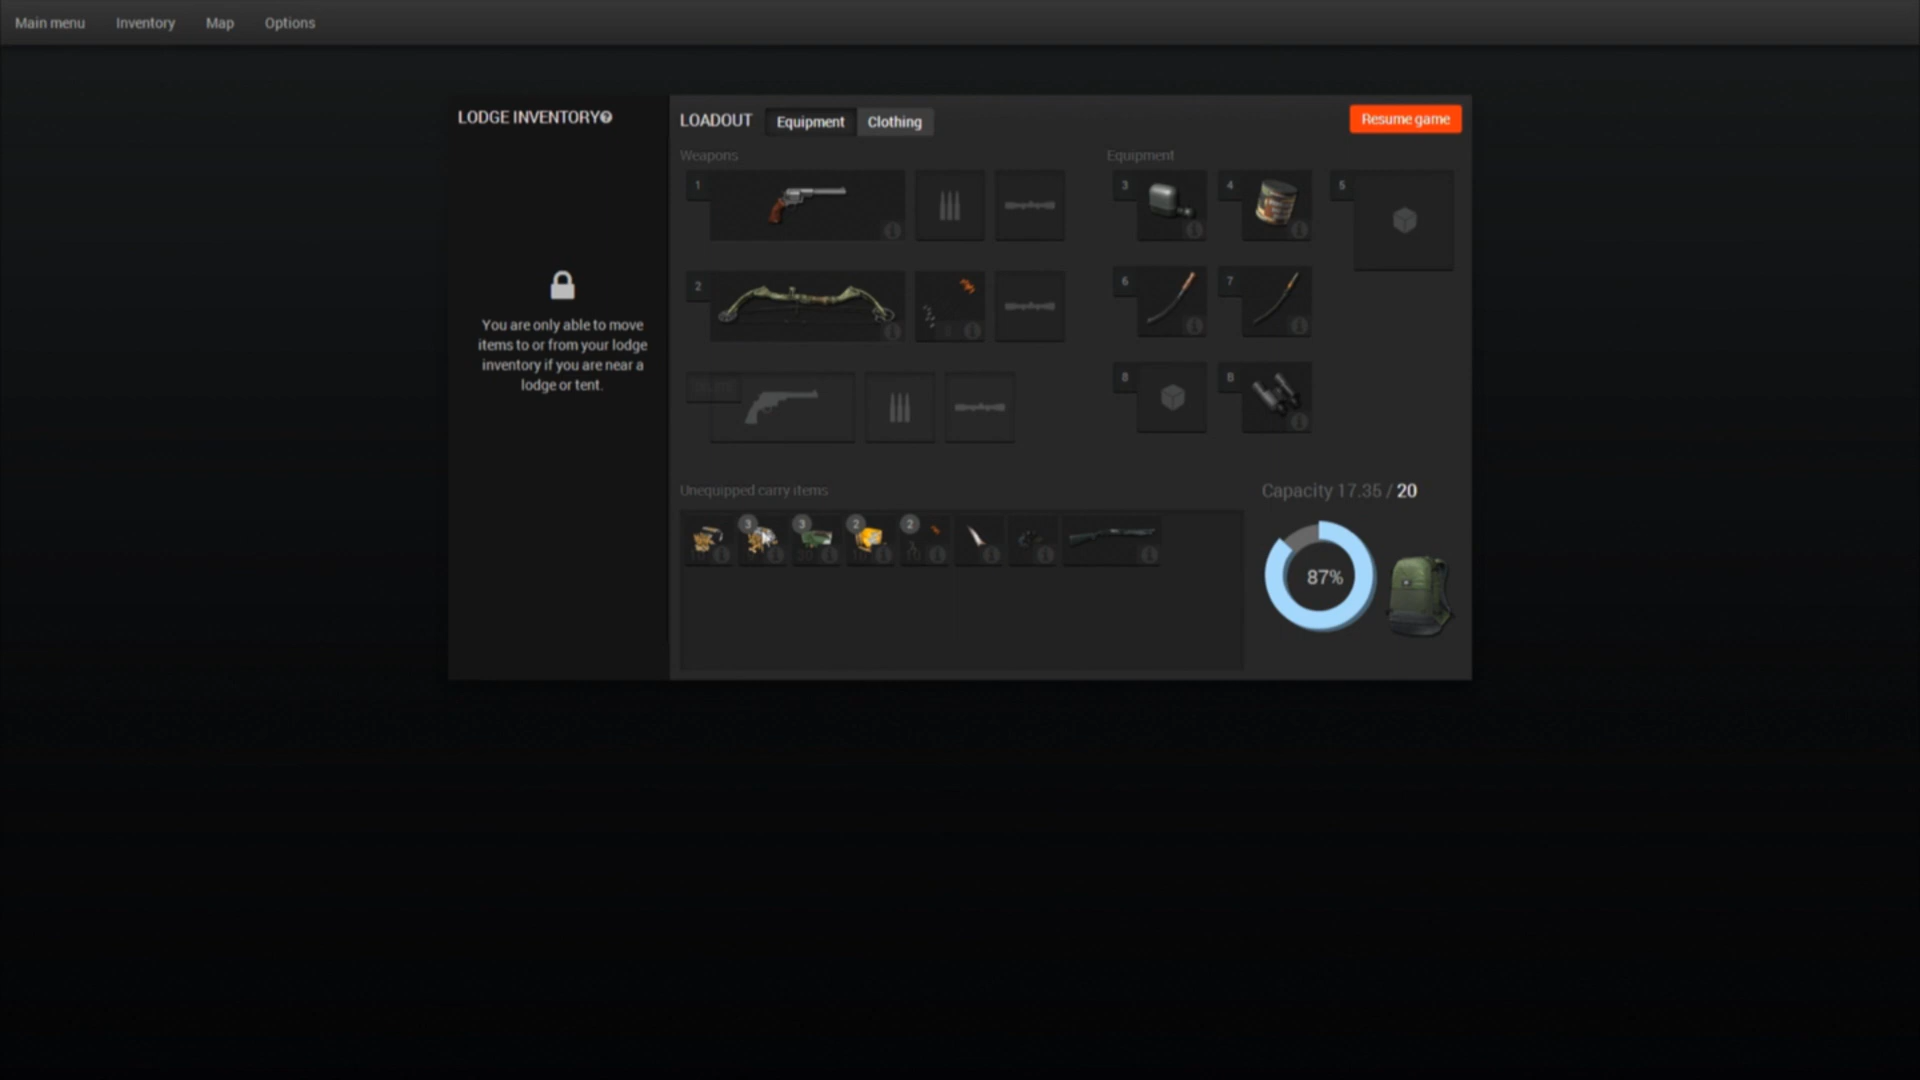 Main menu Inventory Map Options
LODGE INVENTORY
LOADOUT Equipment Clothing Resume game
Weapons Equipment
1 3 4 5
2 6 7
8 B
You are only able to move
items to or from your lodge
inventory if you are near a
lodge or tent.
Unequipped carry items
Capacity 17.35 / 20
3 3 2 2
87%